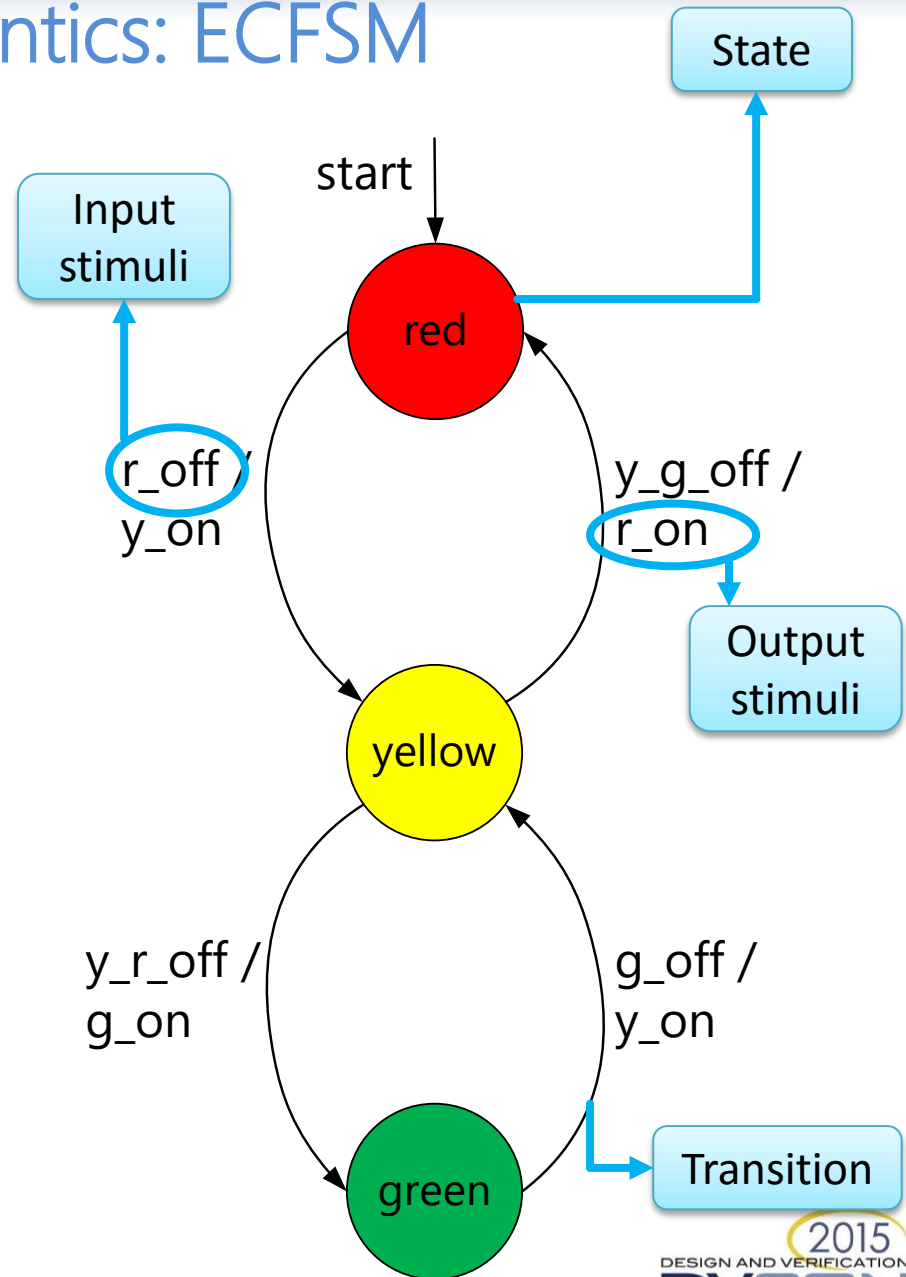 ntics: ECFSM
State
start
Input
stimuli
red
r_off /
y_on
y_g_off /
r_on
Output
stimuli
yellow
y_r_off /
g_on
g_off /
y_on
Transition
green
2015
DESIGN AND VERIFICATION